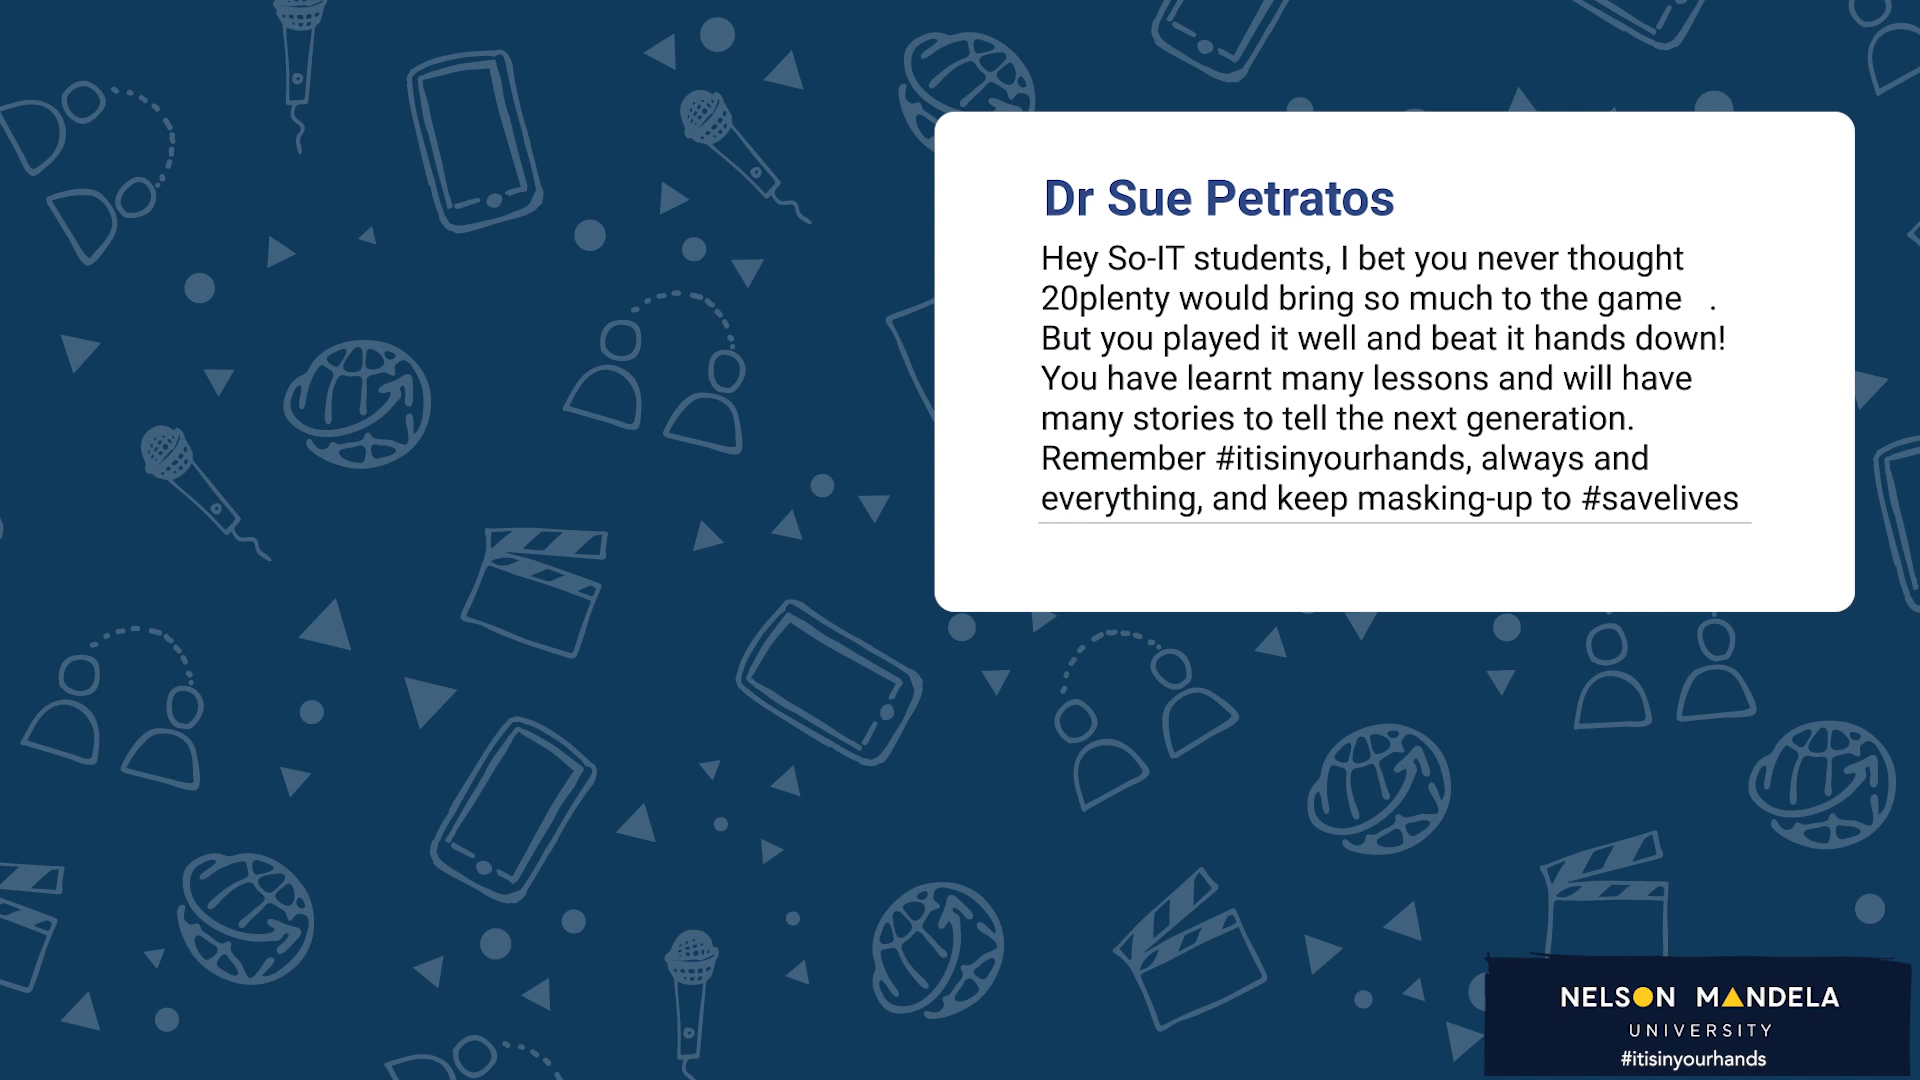 Dr Sue Petratos
Hey So-IT students, I bet you never thought
20plenty would bring so much to the game .
But you played it well and beat it hands down!
You have learnt many lessons and will have
many stories to tell the next generation.
Remember #itisinyourhands, always and
everything, and keep masking-up to #savelives
NELSON MANDELA
UNIVERSITY
#itisinyourhands